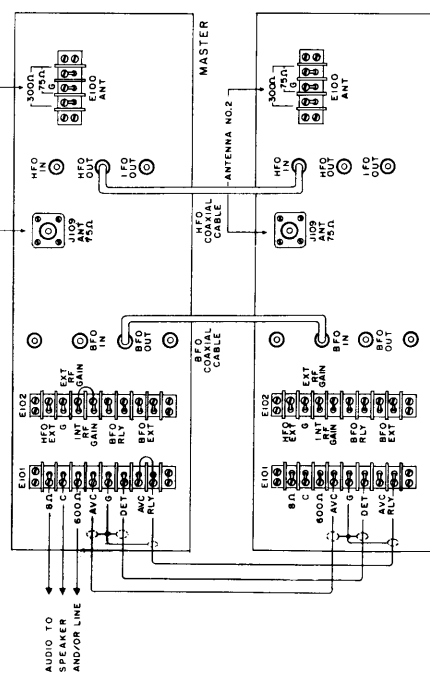 MASTER
300Ω
75Ω
G
E100
ANT
HFO
IN
HFO
OUT
IFO
OUT
J109
ANT
75Ω
BFO
IN
BFO
OUT
E102
HFO
EXT
G
EXT
RF
GAIN
INT
RF
GAIN
BFO
RLY
BFO
EXT
E101
8Ω
C
600Ω
AVC
G
DET
AVC
RLY
AUDIO TO
SPEAKER
AND/OR LINE
ANTENNA NO.2
HFO
COAXIAL
CABLE
BFO
COAXIAL
CABLE
300Ω
75Ω
G
E100
ANT
HFO
IN
HFO
OUT
IFO
OUT
J109
ANT
75Ω
BFO
IN
BFO
OUT
E102
HFO
EXT
G
EXT
RF
GAIN
INT
RF
GAIN
BFO
RLY
BFO
EXT
E101
8Ω
C
600Ω
AVC
G
DET
AVC
RLY